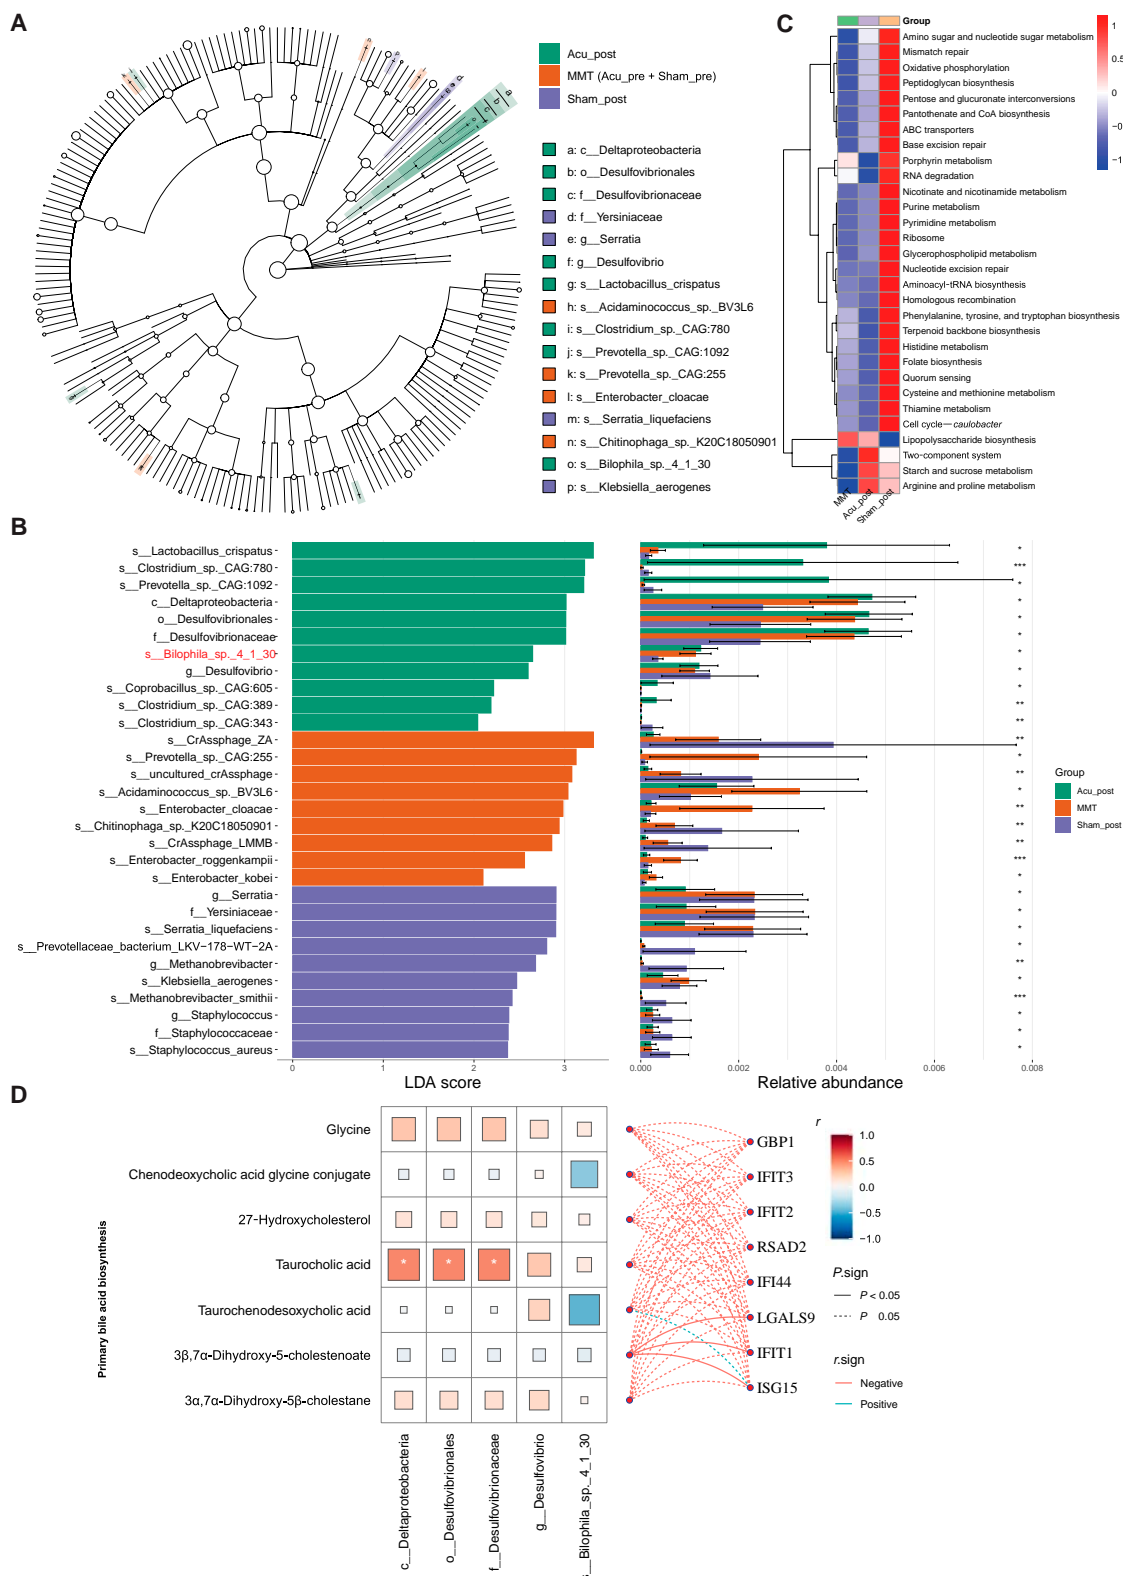 A
Acu_post
MMT (Acu_pre + Sham_pre)
Sham_post
a: c__Deltaproteobacteria
b: o__Desulfovibrionales
c: f__Desulfovibrionaceae
d: f__Yersiniaceae
e: g__Serratia
f: g__Desulfovibrio
g: s__Lactobacillus_crispatus
h: s__Acidaminococcus_sp._BV3L6
i: s__Clostridium_sp._CAG:780
j: s__Prevotella_sp._CAG:1092
k: s__Prevotella_sp._CAG:255
l: s__Enterobacter_cloacae
m: s__Serratia_liquefaciens
n: s__Chitinophaga_sp._K20C18050901
o: s__Bilophila_sp._4_1_30
p: s__Klebsiella_aerogenes
C
Group
Amino sugar and nucleotide sugar metabolism
Mismatch repair
Oxidative phosphorylation
Peptidoglycan biosynthesis
Pentose and glucuronate interconversions
Pantothenate and CoA biosynthesis
ABC transporters
Base excision repair
Porphyrin metabolism
RNA degradation
Nicotinate and nicotinamide metabolism
Purine metabolism
Pyrimidine metabolism
Ribosome
Glycerophospholipid metabolism
Nucleotide excision repair
Aminoacyl−tRNA biosynthesis
Homologous recombination
Phenylalanine, tyrosine, and tryptophan biosynthesis
Terpenoid backbone biosynthesis
Histidine metabolism
Folate biosynthesis
Quorum sensing
Cysteine and methionine metabolism
Thiamine metabolism
Cell cycle—caulobacter
Lipopolysaccharide biosynthesis
Two−component system
Starch and sucrose metabolism
Arginine and proline metabolism
MMT
Acu_post
Sham_post
1
0.5
0
−0.5
−1
B
s__Lactobacillus_crispatus
s__Clostridium_sp._CAG:780
s__Prevotella_sp._CAG:1092
c__Deltaproteobacteria
o__Desulfovibrionales
f__Desulfovibrionaceae
s__Bilophila_sp._4_1_30
g__Desulfovibrio
s__Coprobacillus_sp._CAG:605
s__Clostridium_sp._CAG:389
s__Clostridium_sp._CAG:343
s__CrAssphage_ZA
s__Prevotella_sp._CAG:255
s__uncultured_crAssphage
s__Acidaminococcus_sp._BV3L6
s__Enterobacter_cloacae
s__Chitinophaga_sp._K20C18050901
s__CrAssphage_LMMB
s__Enterobacter_roggenkampii
s__Enterobacter_kobei
g__Serratia
f__Yersiniaceae
s__Serratia_liquefaciens
s__Prevotellaceae_bacterium_LKV−178−WT−2A
g__Methanobrevibacter
s__Klebsiella_aerogenes
s__Methanobrevibacter_smithii
g__Staphylococcus
f__Staphylococcaceae
s__Staphylococcus_aureus
0 1 2 3
LDA score
0.000 0.002 0.004 0.006 0.008
Relative abundance
*
***
*
*
*
*
*
*
*
**
**
**
*
**
*
**
**
**
***
*
*
*
*
*
**
*
***
*
*
*
Group
Acu_post
MMT
Sham_post
D
Primary bile acid biosynthesis
Glycine
Chenodeoxycholic acid glycine conjugate
27−Hydroxycholesterol
Taurocholic acid
* * *
Taurochenodesoxycholic acid
3β,7α−Dihydroxy−5−cholestenoate
3α,7α−Dihydroxy−5β−cholestane
c__Deltaproteobacteria
o__Desulfovibrionales
f__Desulfovibrionaceae
g__Desulfovibrio
s__Bilophila_sp._4_1_30
GBP1
IFIT3
IFIT2
RSAD2
IFI44
LGALS9
IFIT1
ISG15
r
1.0
0.5
0.0
−0.5
−1.0
P.sign
P < 0.05
P 0.05
r.sign
Negative
Positive